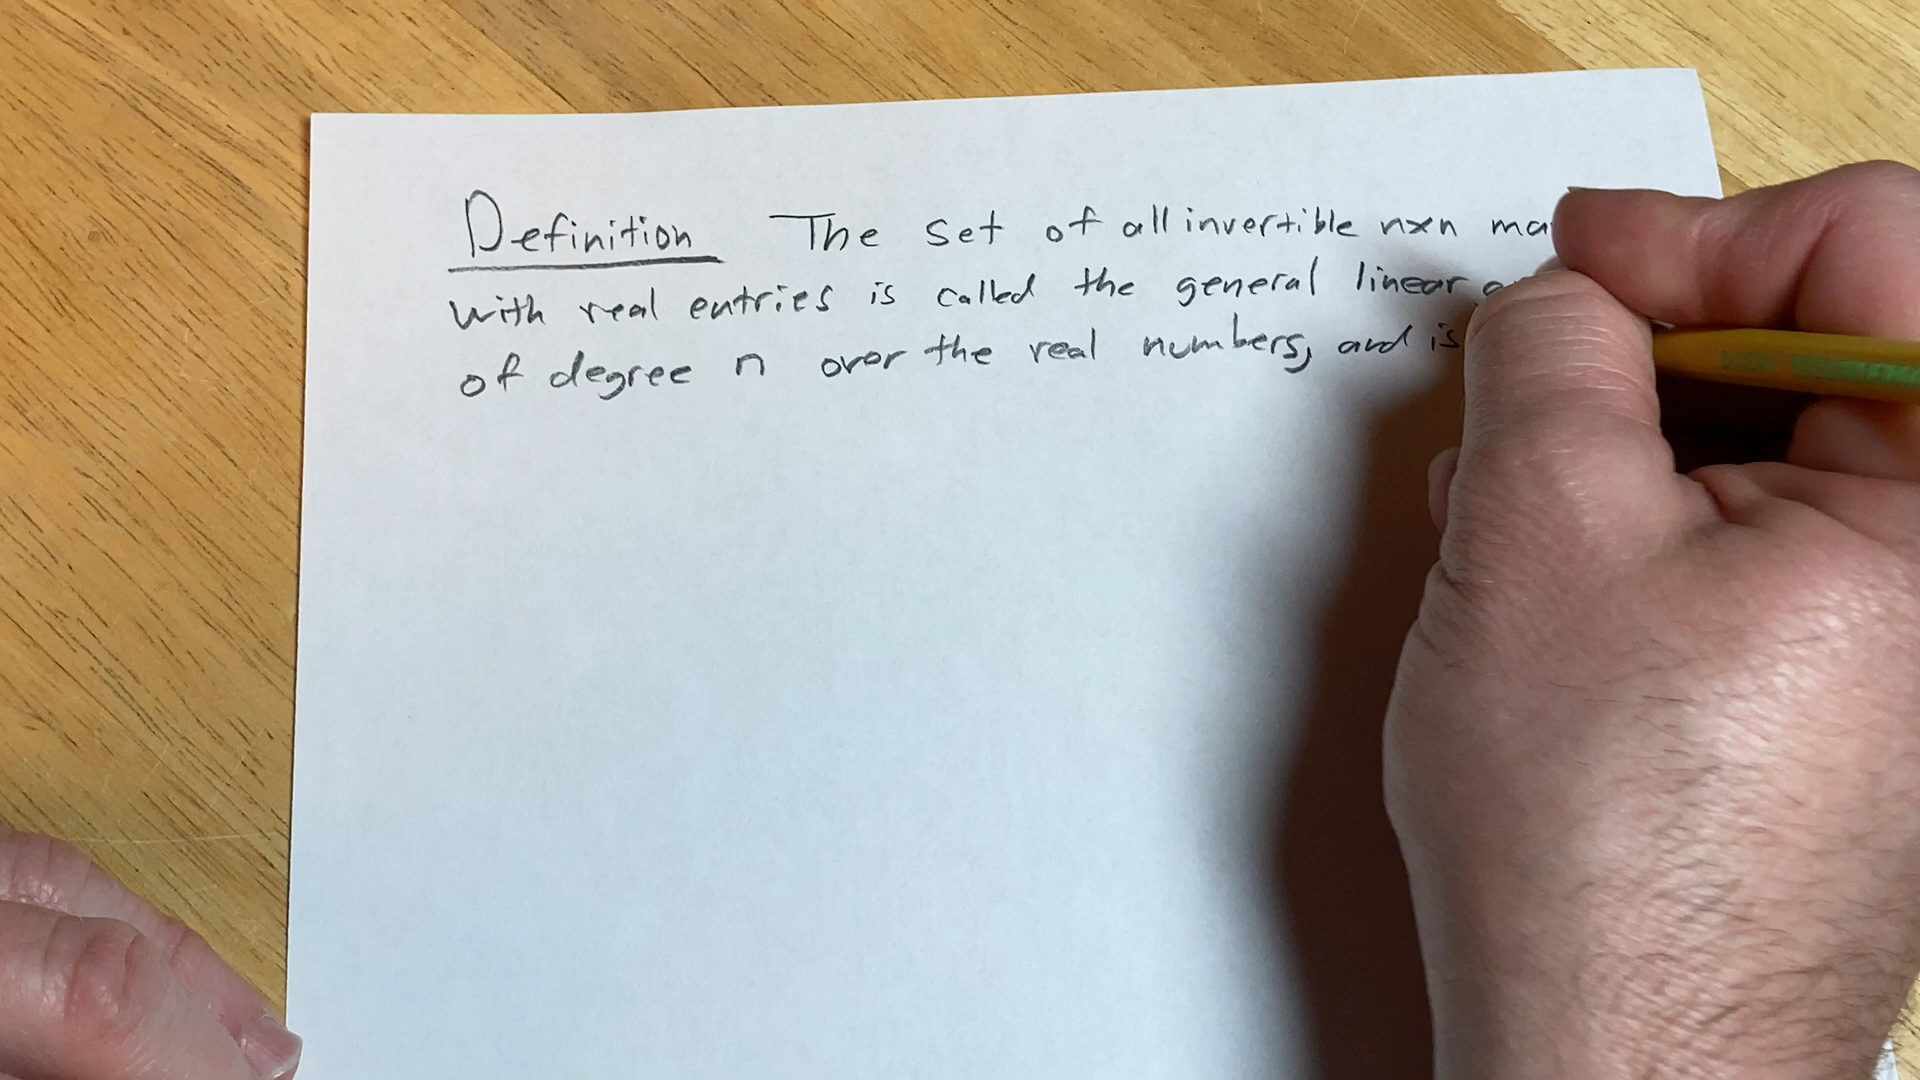 Definition The set of all invertible nxn
with real entries is called the general linear
of degree n over the real numbers, and is